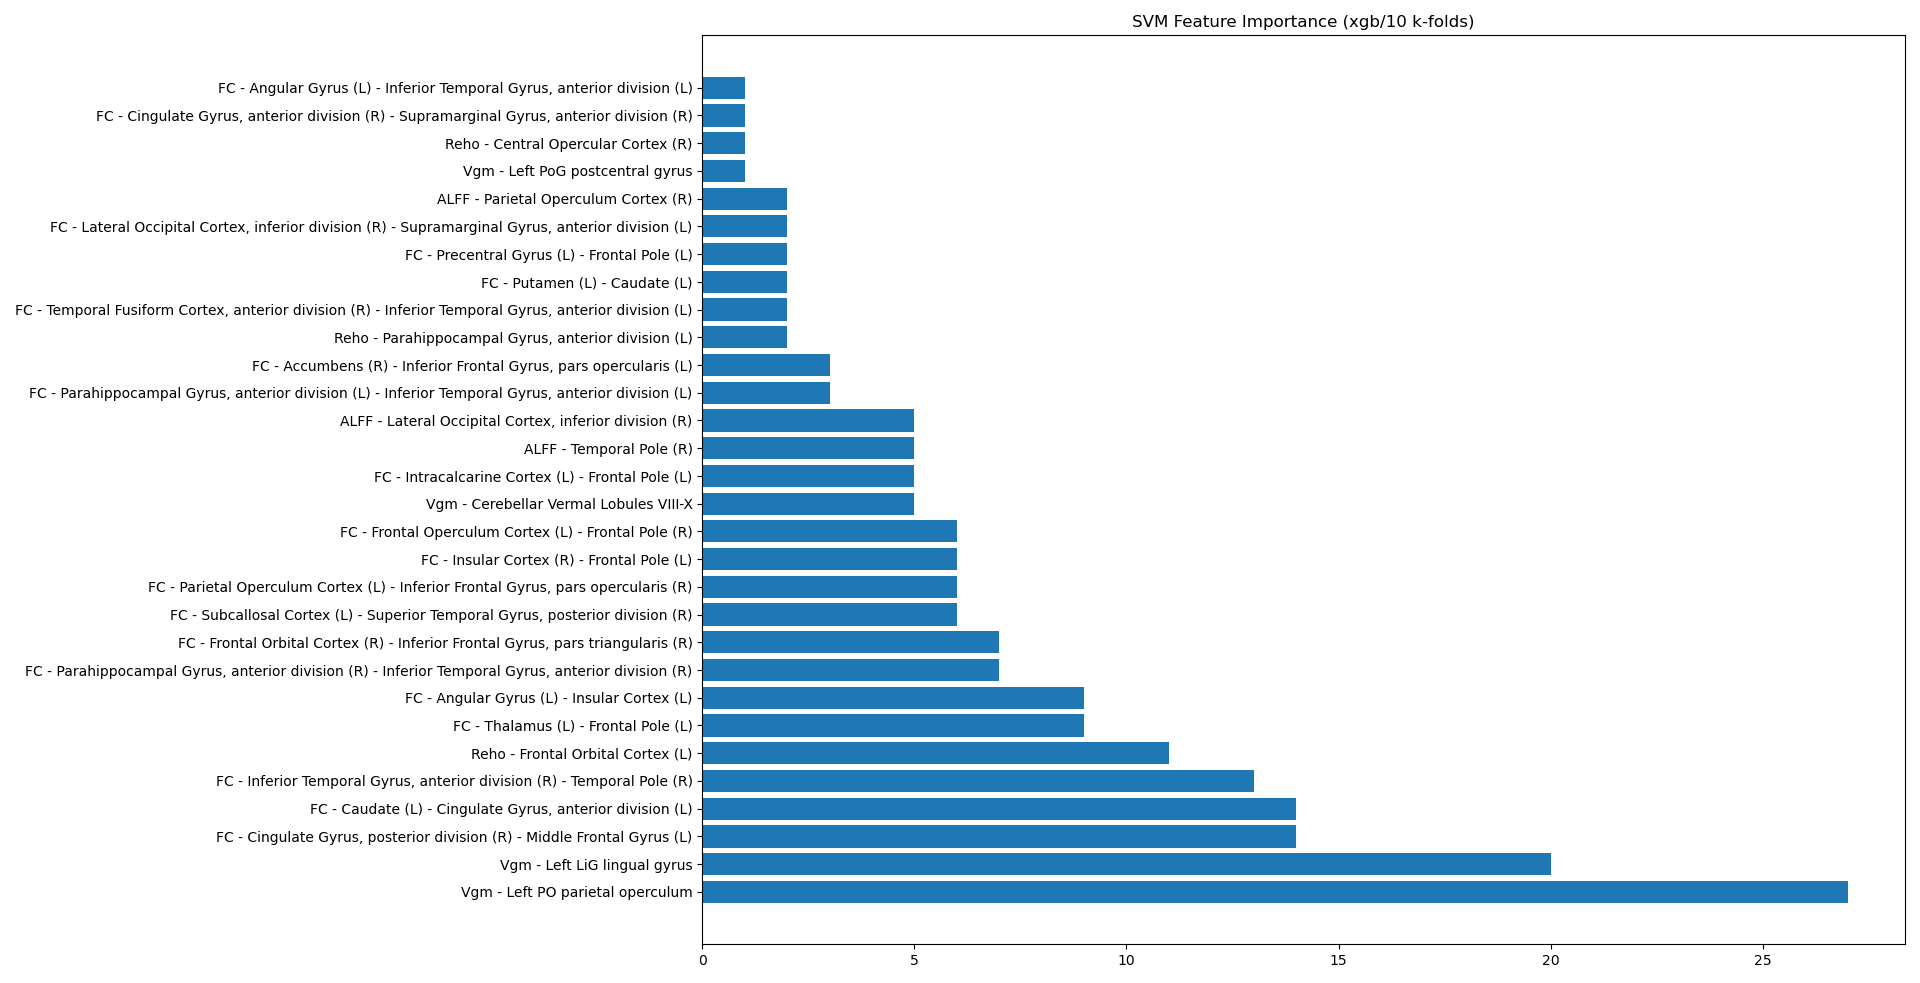 SVM Feature Importance (xgb/10 k-folds)
FC - Angular Gyrus (L) - Inferior Temporal Gyrus, anterior division (L)
FC - Cingulate Gyrus, anterior division (R) - Supramarginal Gyrus, anterior division (R)
Reho - Central Opercular Cortex (R)
Vgm - Left PoG postcentral gyrus
ALFF - Parietal Operculum Cortex (R)
FC - Lateral Occipital Cortex, inferior division (R) - Supramarginal Gyrus, anterior division (L)
FC - Precentral Gyrus (L) - Frontal Pole (L)
FC - Putamen (L) - Caudate (L)
FC - Temporal Fusiform Cortex, anterior division (R) - Inferior Temporal Gyrus, anterior division (L)
Reho - Parahippocampal Gyrus, anterior division (L)
FC - Accumbens (R) - Inferior Frontal Gyrus, pars opercularis (L)
FC - Parahippocampal Gyrus, anterior division (L) - Inferior Temporal Gyrus, anterior division (L)
ALFF - Lateral Occipital Cortex, inferior division (R)
ALFF - Temporal Pole (R)
FC - Intracalcarine Cortex (L) - Frontal Pole (L)
Vgm - Cerebellar Vermal Lobules VIII-X
FC - Frontal Operculum Cortex (L) - Frontal Pole (R)
FC - Insular Cortex (R) - Frontal Pole (L)
FC - Parietal Operculum Cortex (L) - Inferior Frontal Gyrus, pars opercularis (R)
FC - Subcallosal Cortex (L) - Superior Temporal Gyrus, posterior division (R)
FC - Frontal Orbital Cortex (R) - Inferior Frontal Gyrus, pars triangularis (R)
FC - Parahippocampal Gyrus, anterior division (R) - Inferior Temporal Gyrus, anterior division (R)
FC - Angular Gyrus (L) - Insular Cortex (L)
FC - Thalamus (L) - Frontal Pole (L)
Reho - Frontal Orbital Cortex (L)
FC - Inferior Temporal Gyrus, anterior division (R) - Temporal Pole (R)
FC - Caudate (L) - Cingulate Gyrus, anterior division (L)
FC - Cingulate Gyrus, posterior division (R) - Middle Frontal Gyrus (L)
Vgm - Left LiG lingual gyrus
Vgm - Left PO parietal operculum
0 5 10 15 20 25